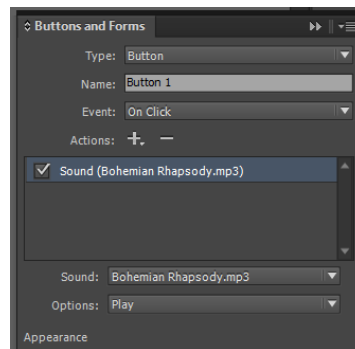 Buttons and Forms
Type: Button
Name: Button 1
Event: On Click
Actions:
Sound (Bohemian Rhapsody.mp3)
Sound: Bohemian Rhapsody.mp3
Options: Play
Appearance